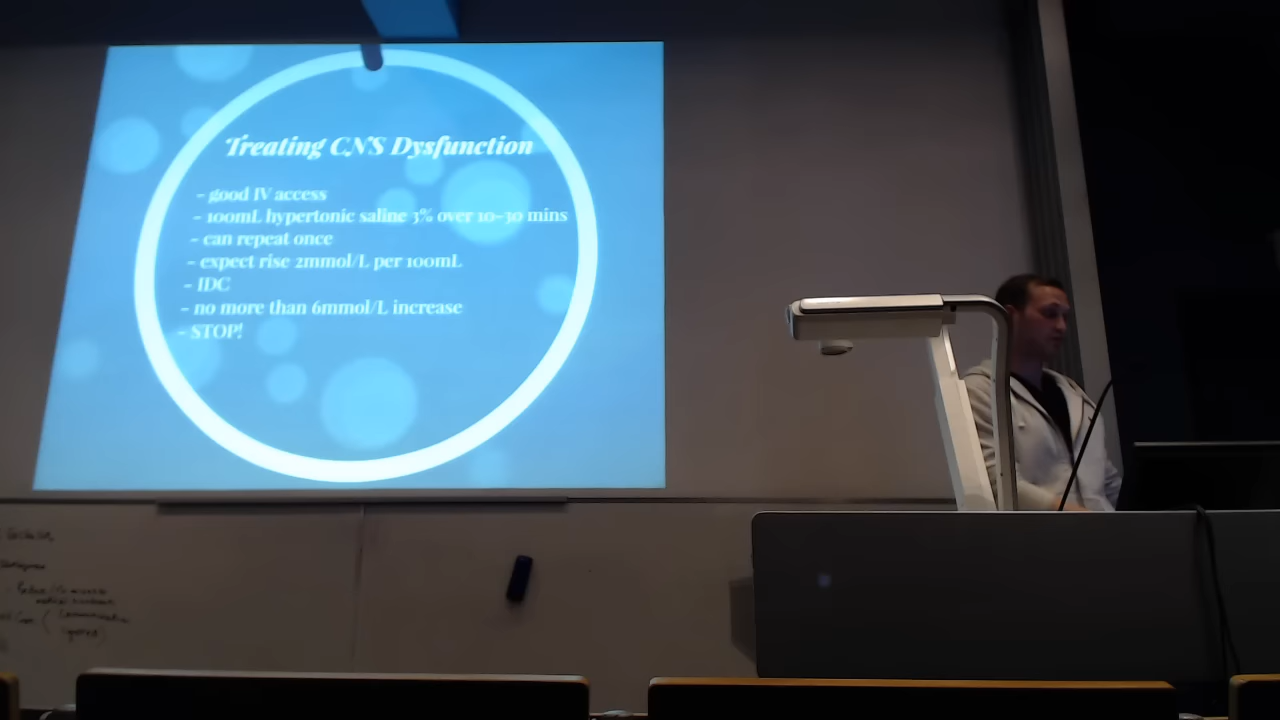 Treating CNS Dysfunction
- good IV access
- 100mL hypertonic saline 3% over 10-30 mins
- can repeat once
- expect rise 2mmol/L per 100mL
- IDC
- no more than 6mmol/L increase
- STOP!